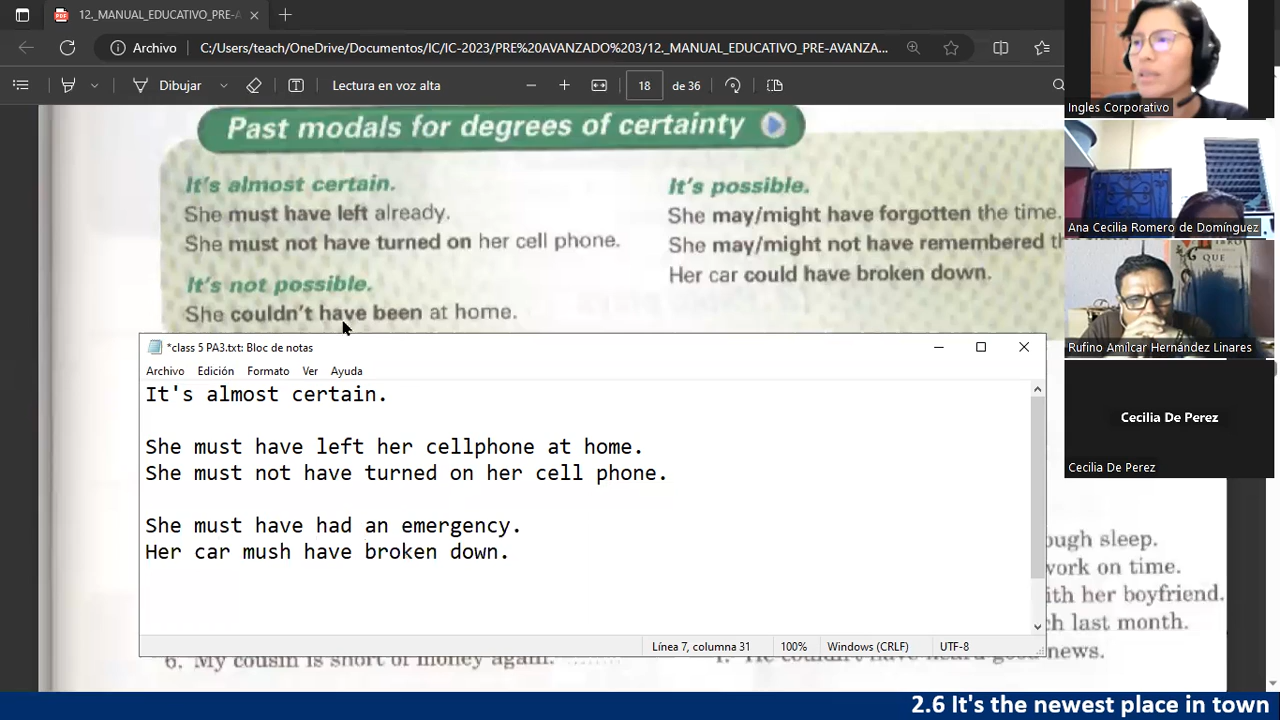 12._MANUAL_EDUCATIVO_PRE-A
Archivo
C:/Users/teach/OneDrive/Documentos/IC/IC-2023/PRE%20AVANZADO%203/12._MANUAL_EDUCATIVO_PRE-AVANZA...
Dibujar
Lectura en voz alta
18
de 36
Past modals for degrees of certainty
It's almost certain.
She must have left already.
She must not have turned on her cell phone.
It's not possible.
She couldn't have been at home.
It's possible.
She may/might have forgotten the time.
She may/might not have remembered
Her car could have broken down.
*class 5 PA3.txt: Bloc de notas
Archivo Edición Formato Ver Ayuda
It's almost certain.
She must have left her cellphone at home.
She must not have turned on her cell phone.
She must have had an emergency.
Her car mush have broken down.
Línea 7, columna 31
100%
Windows (CRLF)
UTF-8
ough sleep.
work on time.
ith her boyfriend.
ch last month.
6. My cousin is short of money again.
He couldn't have heard good news.
Ingles Corporativo
Ana Cecilia Romero de Domínguez
QUE
Rufino Amílcar Hernández Linares
Cecilia De Perez
Cecilia De Perez
2.6 It's the newest place in town